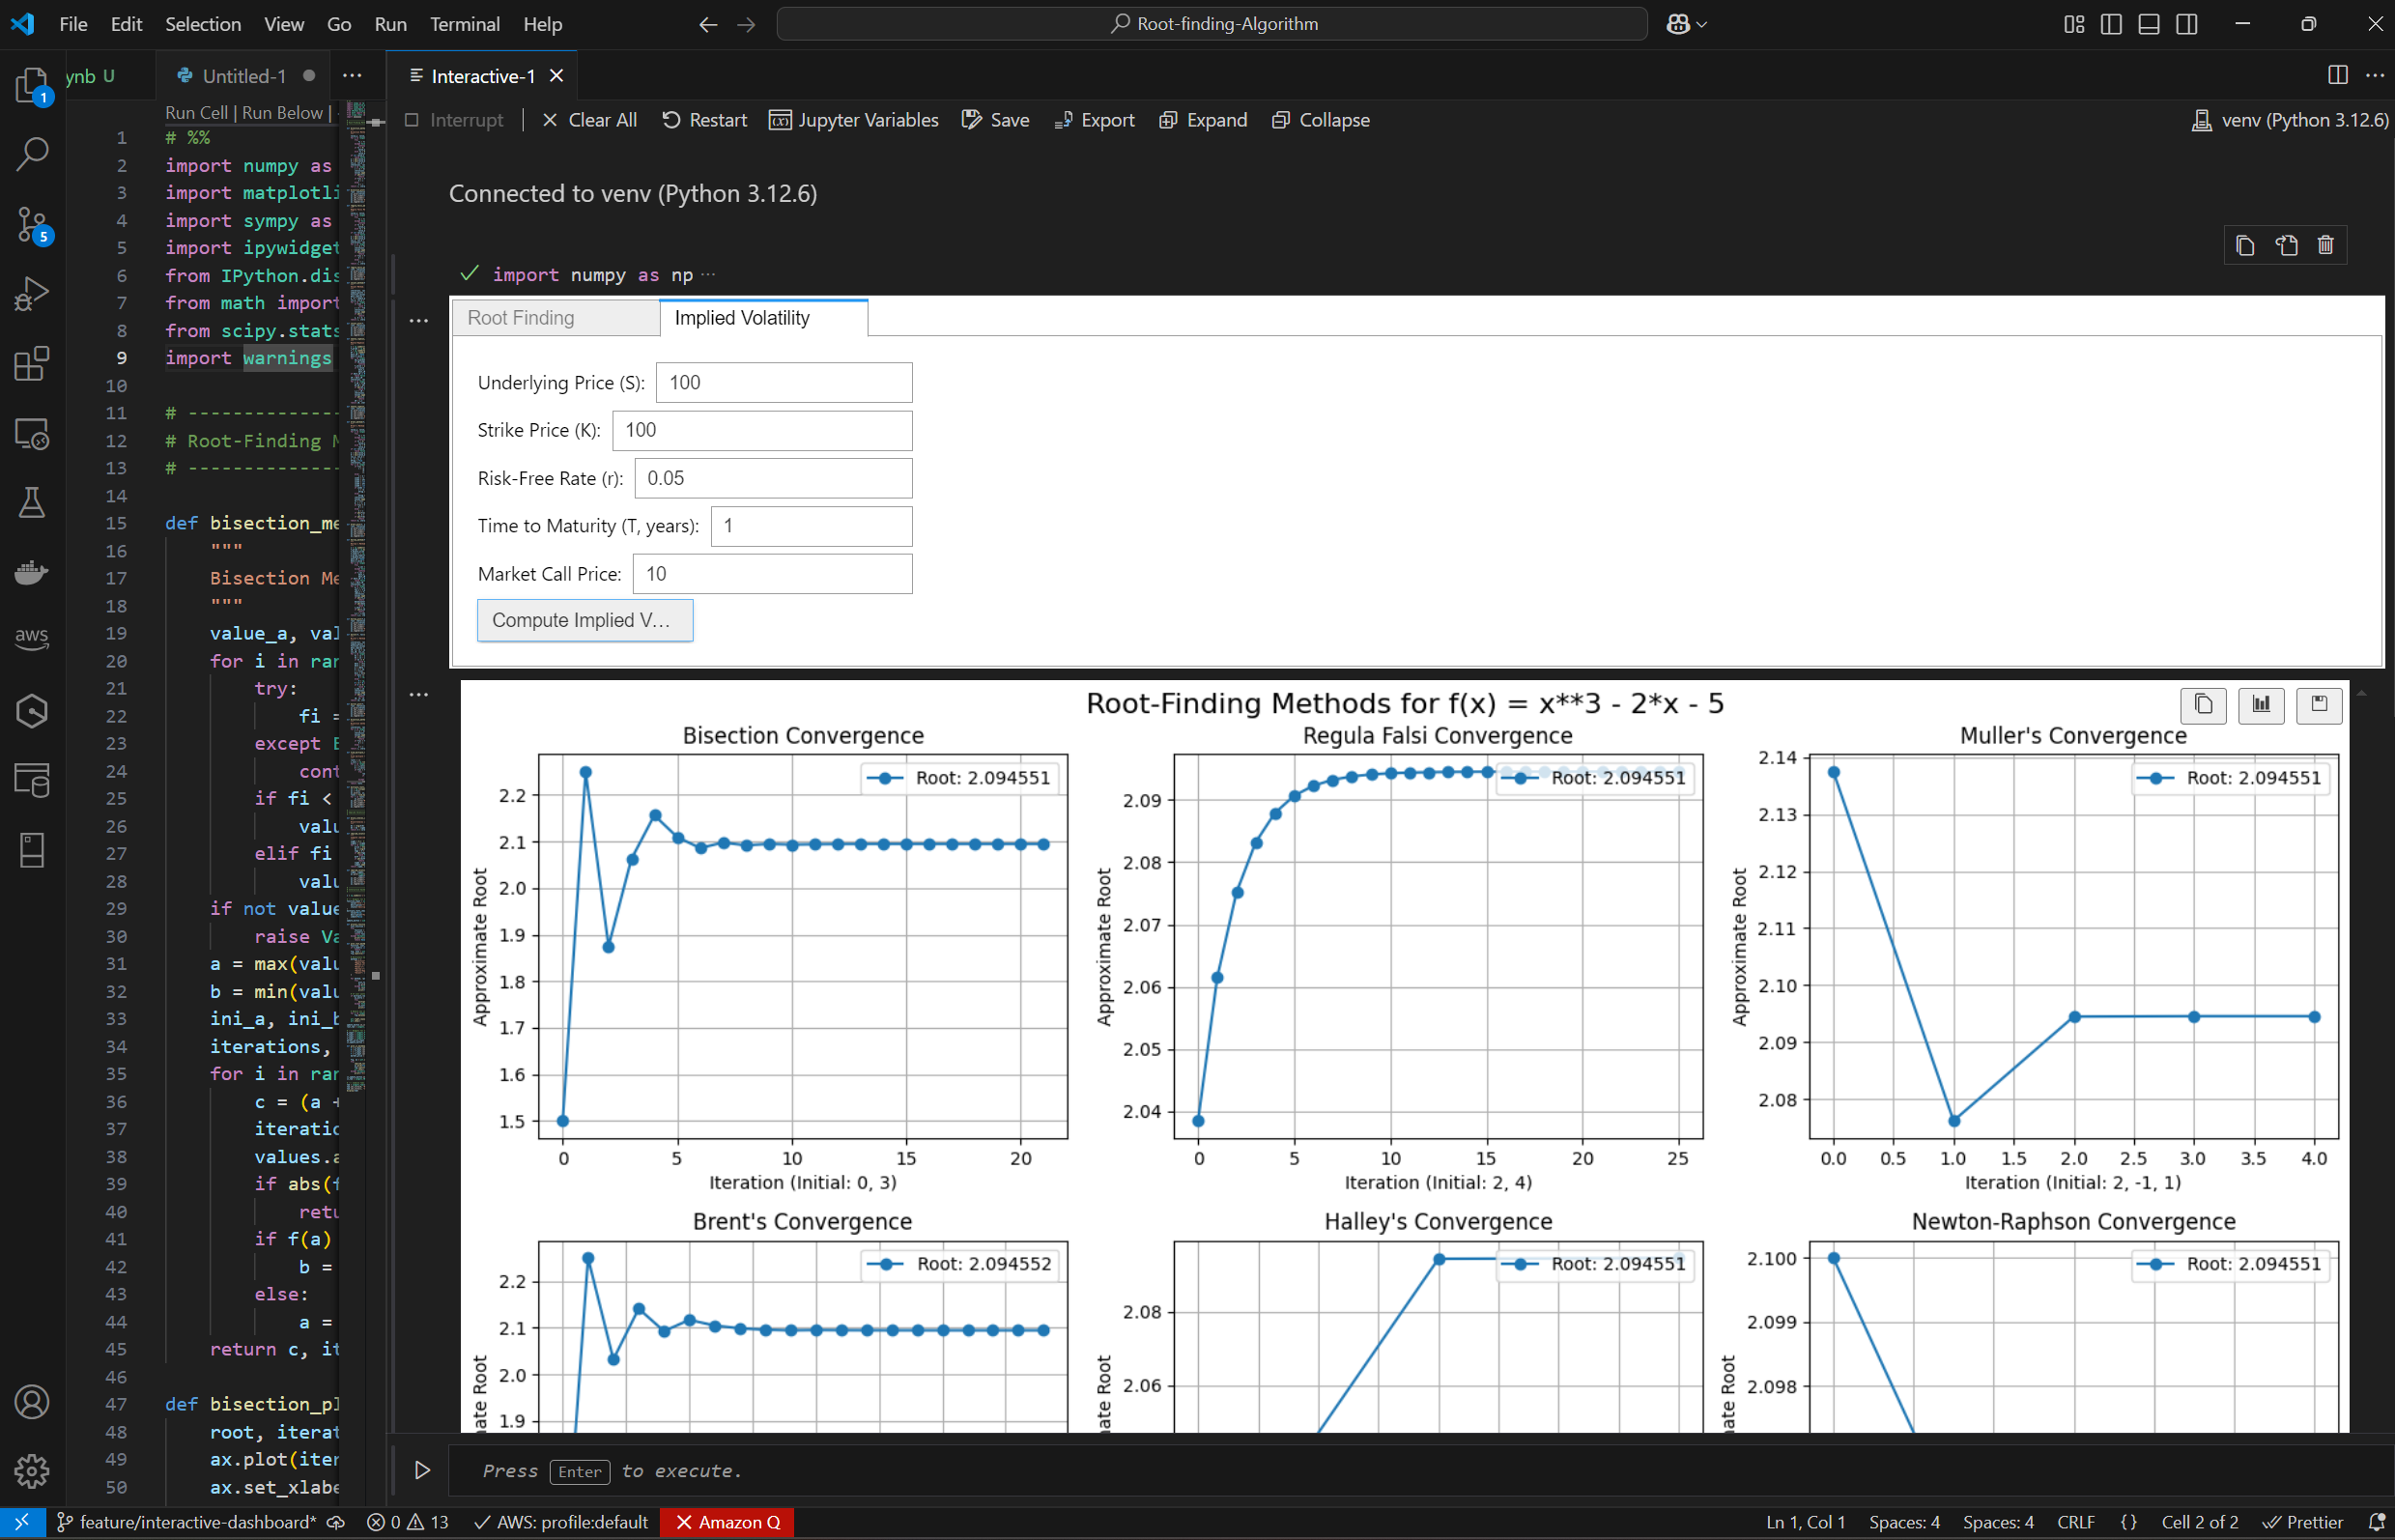 File Edit Selection View Go Run Terminal Help
Root-finding-Algorithm
ynb U
Untitled-1
Interactive-1
Run Cell | Run Below |
Interrupt | Clear All Restart Jupyter Variables Save Export Expand Collapse
venv (Python 3.12.6)
1
5
aws
1 # %%
2 import numpy as
3 import matplotli
4 import sympy as
5 import ipywidget
6 from IPython.dis
7 from math import
8 from scipy.stats
9 import warnings
10
11 # --------------
12 # Root-Finding M
13 # --------------
14
15 def bisection_me
16 """
17 Bisection Me
18 """
19 value_a, val
20 for i in ran
21 try:
22 fi =
23 except E
24 cont
25 if fi <
26 valu
27 elif fi
28 valu
29 if not value
30 raise Va
31 a = max(valu
32 b = min(valu
33 ini_a, ini_b
34 iterations,
35 for i in ran
36 c = (a +
37 iteratio
38 values.a
39 if abs(f
40 retu
41 if f(a)
42 b =
43 else:
44 a =
45 return c, it
46
47 def bisection_pl
48 root, iterat
49 ax.plot(iter
50 ax.set_xlabe
Connected to venv (Python 3.12.6)
import numpy as np ···
Root Finding
Implied Volatility
Underlying Price (S): 100
Strike Price (K): 100
Risk-Free Rate (r): 0.05
Time to Maturity (T, years): 1
Market Call Price: 10
Compute Implied V...
Root-Finding Methods for f(x) = x**3 - 2*x - 5
Bisection Convergence
Root: 2.094551
Approximate Root
2.2
2.1
2.0
1.9
1.8
1.7
1.6
1.5
0 5 10 15 20
Iteration (Initial: 0, 3)
Regula Falsi Convergence
Root: 2.094551
Approximate Root
2.09
2.08
2.07
2.06
2.05
2.04
0 5 10 15 20 25
Iteration (Initial: 2, 4)
Muller's Convergence
Root: 2.094551
Approximate Root
2.14
2.13
2.12
2.11
2.10
2.09
2.08
0.0 0.5 1.0 1.5 2.0 2.5 3.0 3.5 4.0
Iteration (Initial: 2, -1, 1)
Brent's Convergence
Root: 2.094552
mate Root
2.2
2.1
2.0
1.9
Halley's Convergence
Root: 2.094551
mate Root
2.08
2.06
Newton-Raphson Convergence
Root: 2.094551
mate Root
2.100
2.099
2.098
Press Enter to execute.
feature/interactive-dashboard* 0 13 AWS: profile:default Amazon Q
Ln 1, Col 1 Spaces: 4 Spaces: 4 CRLF {} Cell 2 of 2 Prettier